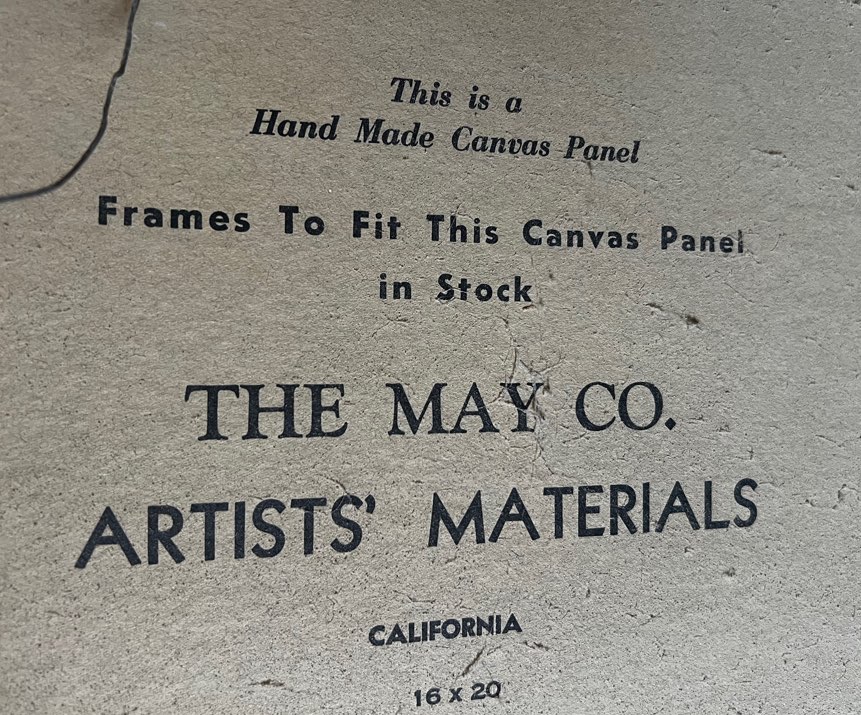 This is a
Hand Made Canvas Panel
Frames To Fit This Canvas Panel
in Stock
THE MAY CO.
ARTISTS' MATERIALS
CALIFORNIA
16 x 20